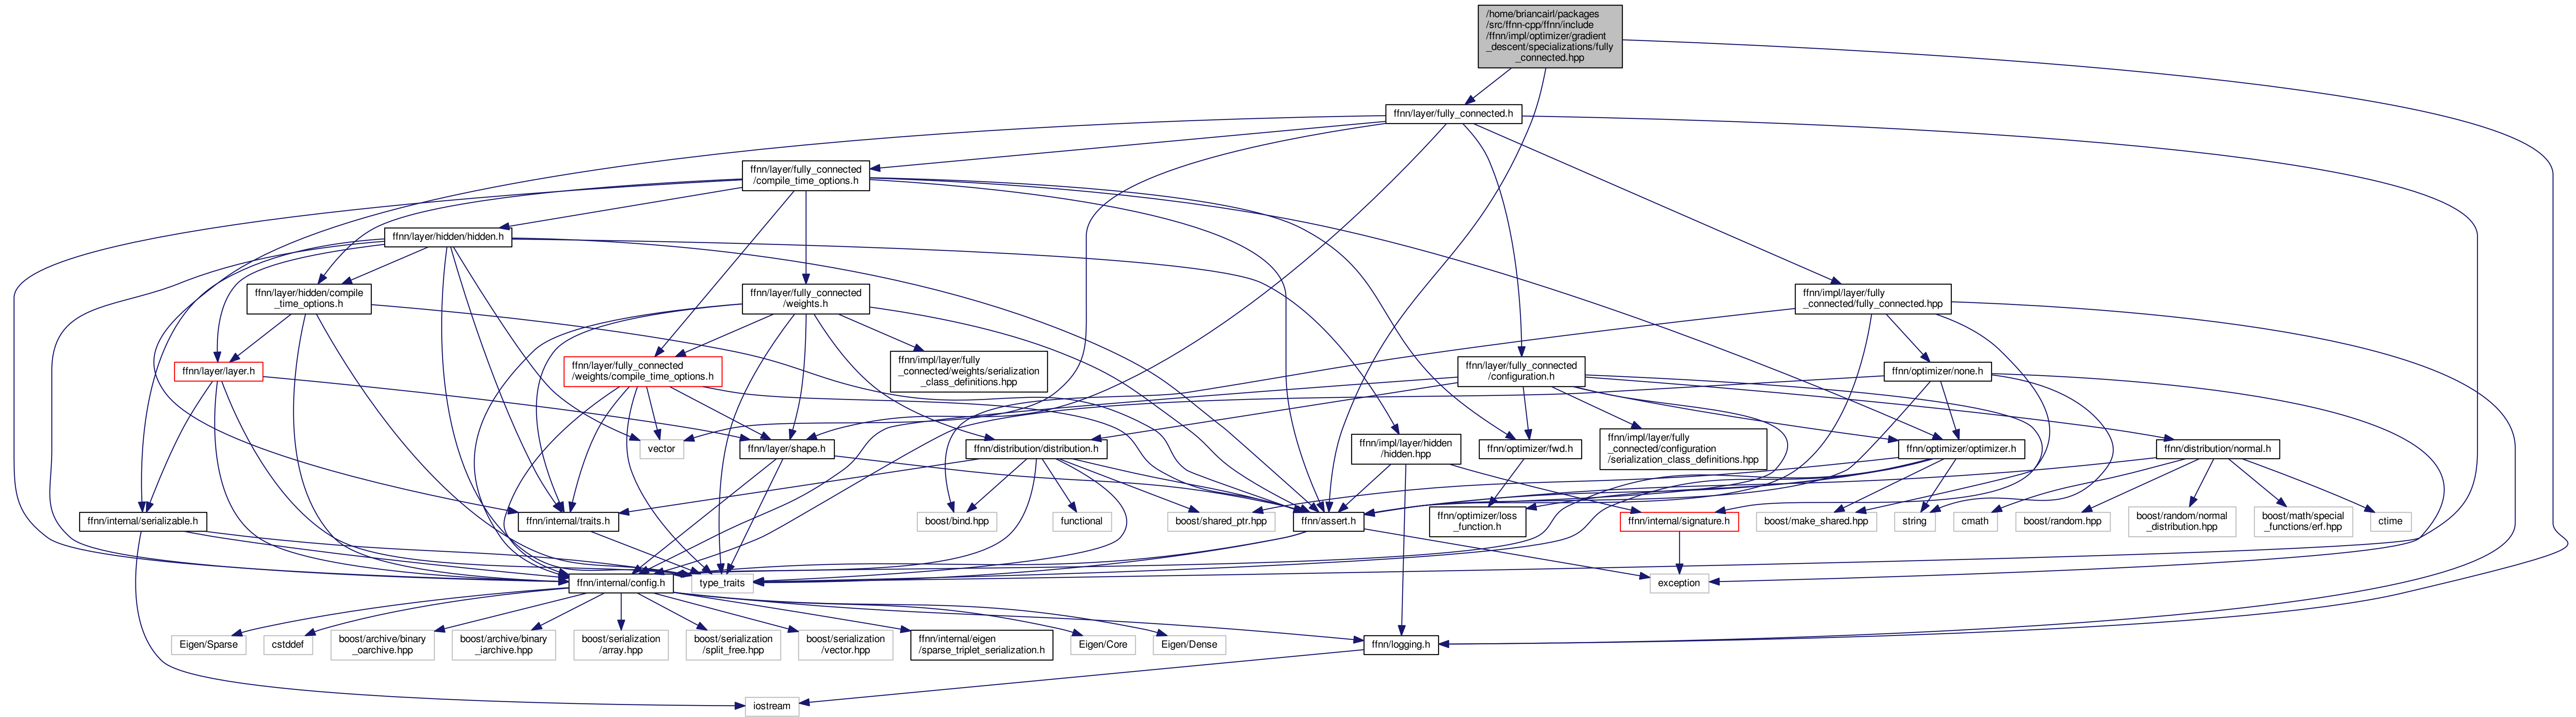 /home/briancairl/packages
/src/ffnn-cpp/ffnn/include
/ffnn/impl/optimizer/gradient
_descent/specializations/fully
_connected.hpp
ffnn/layer/fully_connected.h
ffnn/layer/fully_connected
/compile_time_options.h
ffnn/layer/hidden/hidden.h
ffnn/layer/hidden/compile
_time_options.h
ffnn/layer/fully_connected
/weights.h
ffnn/impl/layer/fully
_connected/fully_connected.hpp
ffnn/layer/layer.h
ffnn/layer/fully_connected
/weights/compile_time_options.h
ffnn/impl/layer/fully
_connected/weights/serialization
_class_definitions.hpp
ffnn/layer/fully_connected
/configuration.h
ffnn/optimizer/none.h
vector
ffnn/layer/shape.h
ffnn/distribution/distribution.h
ffnn/impl/layer/hidden
/hidden.hpp
ffnn/optimizer/fwd.h
ffnn/impl/layer/fully
_connected/configuration
/serialization_class_definitions.hpp
ffnn/optimizer/optimizer.h
ffnn/distribution/normal.h
ffnn/internal/serializable.h
ffnn/internal/traits.h
boost/bind.hpp
functional
boost/shared_ptr.hpp
ffnn/assert.h
ffnn/optimizer/loss
_function.h
ffnn/internal/signature.h
boost/make_shared.hpp
string
cmath
boost/random.hpp
boost/random/normal
_distribution.hpp
boost/math/special
_functions/erf.hpp
ctime
ffnn/internal/config.h
type_traits
exception
Eigen/Sparse
cstddef
boost/archive/binary
_oarchive.hpp
boost/archive/binary
_iarchive.hpp
boost/serialization
/array.hpp
boost/serialization
/split_free.hpp
boost/serialization
/vector.hpp
ffnn/internal/eigen
/sparse_triplet_serialization.h
Eigen/Core
Eigen/Dense
ffnn/logging.h
iostream